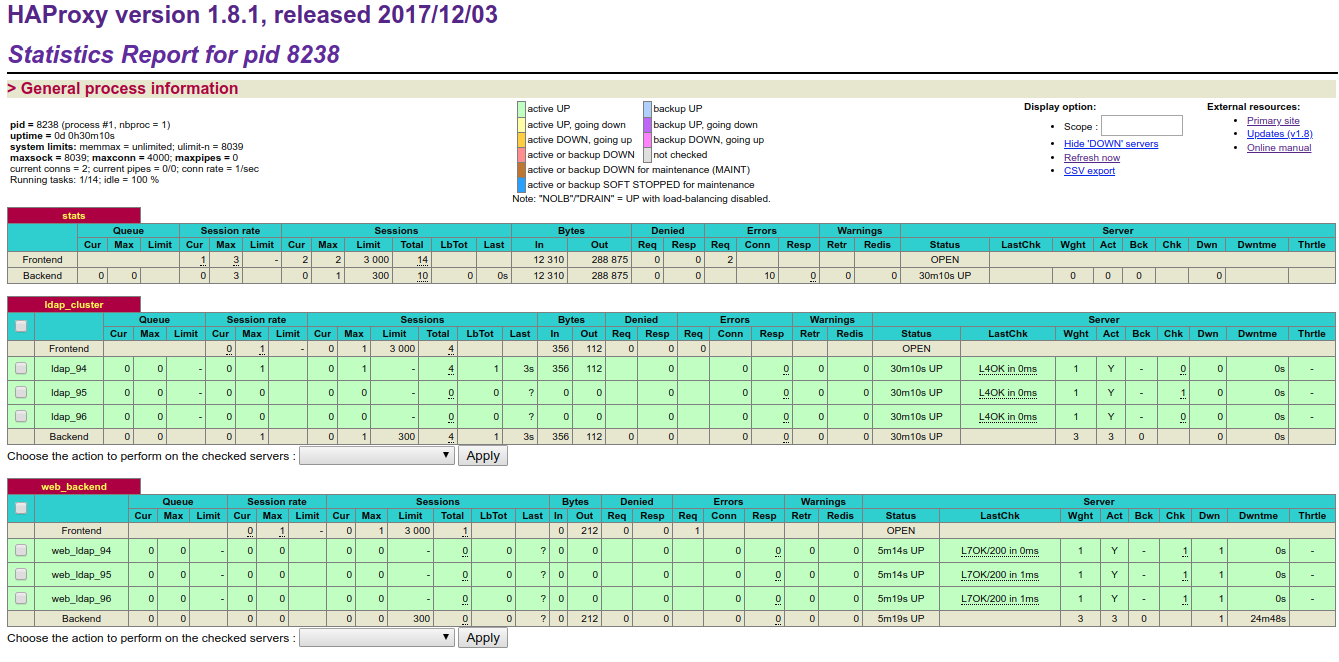 HAProxy version 1.8.1, released 2017/12/03
Statistics Report for pid 8238
> General process information
pid = 8238 (process #1, nbproc = 1)
uptime = 0d 0h30m10s
system limits: memmax = unlimited; ulimit-n = 8039
maxsock = 8039; maxconn = 4000; maxpipes = 0
current conns = 2; current pipes = 0/0; conn rate = 1/sec
Running tasks: 1/14; idle = 100 %
active UP backup UP
active UP, going down backup UP, going down
active DOWN, going up backup DOWN, going up
active or backup DOWN not checked
active or backup DOWN for maintenance (MAINT)
active or backup SOFT STOPPED for maintenance
Note: "NOLB"/"DRAIN" = UP with load-balancing disabled.
Display option:
• Scope :
• Hide 'DOWN' servers
• Refresh now
• CSV export
External resources:
• Primary site
• Updates (v1.8)
• Online manual
stats
Queue Session rate Sessions Bytes Denied Errors Warnings Server
Cur Max Limit Cur Max Limit Cur Max Limit Total LbTot Last In Out Req Resp Req Conn Resp Retr Redis Status LastChk Wght Act Bck Chk Dwn Dwntme Thrtle
Frontend 1 3 - 2 2 3 000 14 12 310 288 875 0 0 2 OPEN
Backend 0 0 0 3 0 1 300 10 0 0s 12 310 288 875 0 0 10 0 0 0 30m10s UP 0 0 0 0
ldap_cluster
Queue Session rate Sessions Bytes Denied Errors Warnings Server
Cur Max Limit Cur Max Limit Cur Max Limit Total LbTot Last In Out Req Resp Req Conn Resp Retr Redis Status LastChk Wght Act Bck Chk Dwn Dwntme Thrtle
Frontend 0 1 - 0 1 3 000 4 356 112 0 0 0 OPEN
ldap_94 0 0 - 0 1 0 1 - 4 1 3s 356 112 0 0 0 0 0 30m10s UP L4OK in 0ms 1 Y - 0 0 0s -
ldap_95 0 0 - 0 0 0 0 - 0 0 ? 0 0 0 0 0 0 0 30m10s UP L4OK in 0ms 1 Y - 1 0 0s -
ldap_96 0 0 - 0 0 0 0 - 0 0 ? 0 0 0 0 0 0 0 30m10s UP L4OK in 0ms 1 Y - 0 0 0s -
Backend 0 0 0 1 0 1 300 4 1 3s 356 112 0 0 0 0 0 0 30m10s UP 3 3 0 0 0s
Choose the action to perform on the checked servers : Apply
web_backend
Queue Session rate Sessions Bytes Denied Errors Warnings Server
Cur Max Limit Cur Max Limit Cur Max Limit Total LbTot Last In Out Req Resp Req Conn Resp Retr Redis Status LastChk Wght Act Bck Chk Dwn Dwntme Thrtle
Frontend 0 1 - 0 1 3 000 1 0 212 0 0 1 OPEN
web_ldap_94 0 0 - 0 0 0 0 - 0 0 ? 0 0 0 0 0 0 0 5m14s UP L7OK/200 in 0ms 1 Y - 1 1 0s -
web_ldap_95 0 0 - 0 0 0 0 - 0 0 ? 0 0 0 0 0 0 0 5m14s UP L7OK/200 in 1ms 1 Y - 1 1 0s -
web_ldap_96 0 0 - 0 0 0 0 - 0 0 ? 0 0 0 0 0 0 0 5m19s UP L7OK/200 in 1ms 1 Y - 1 1 0s -
Backend 0 0 0 0 0 0 300 0 0 ? 0 212 0 0 0 0 0 0 5m19s UP 3 3 0 1 24m48s
Choose the action to perform on the checked servers : Apply